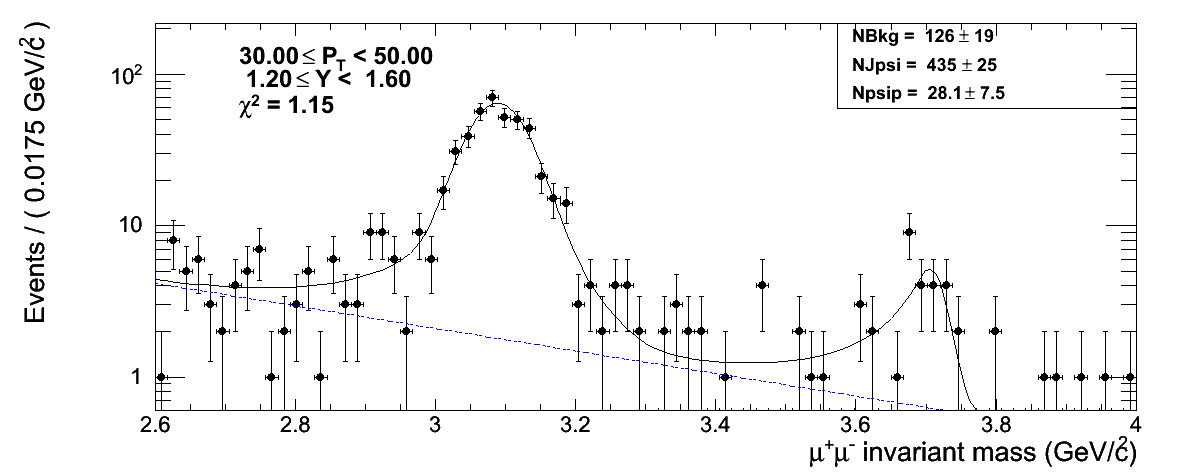 30.00 ≤ P_T < 50.00
1.20 ≤ Y < 1.60
χ² = 1.15
NBkg = 126 ± 19
NJpsi = 435 ± 25
Npsip = 28.1 ± 7.5
Events / ( 0.0175 GeV/c² )
10²
10
1
2.6 2.8 3 3.2 3.4 3.6 3.8 4
μ⁺μ⁻ invariant mass (GeV/c²)